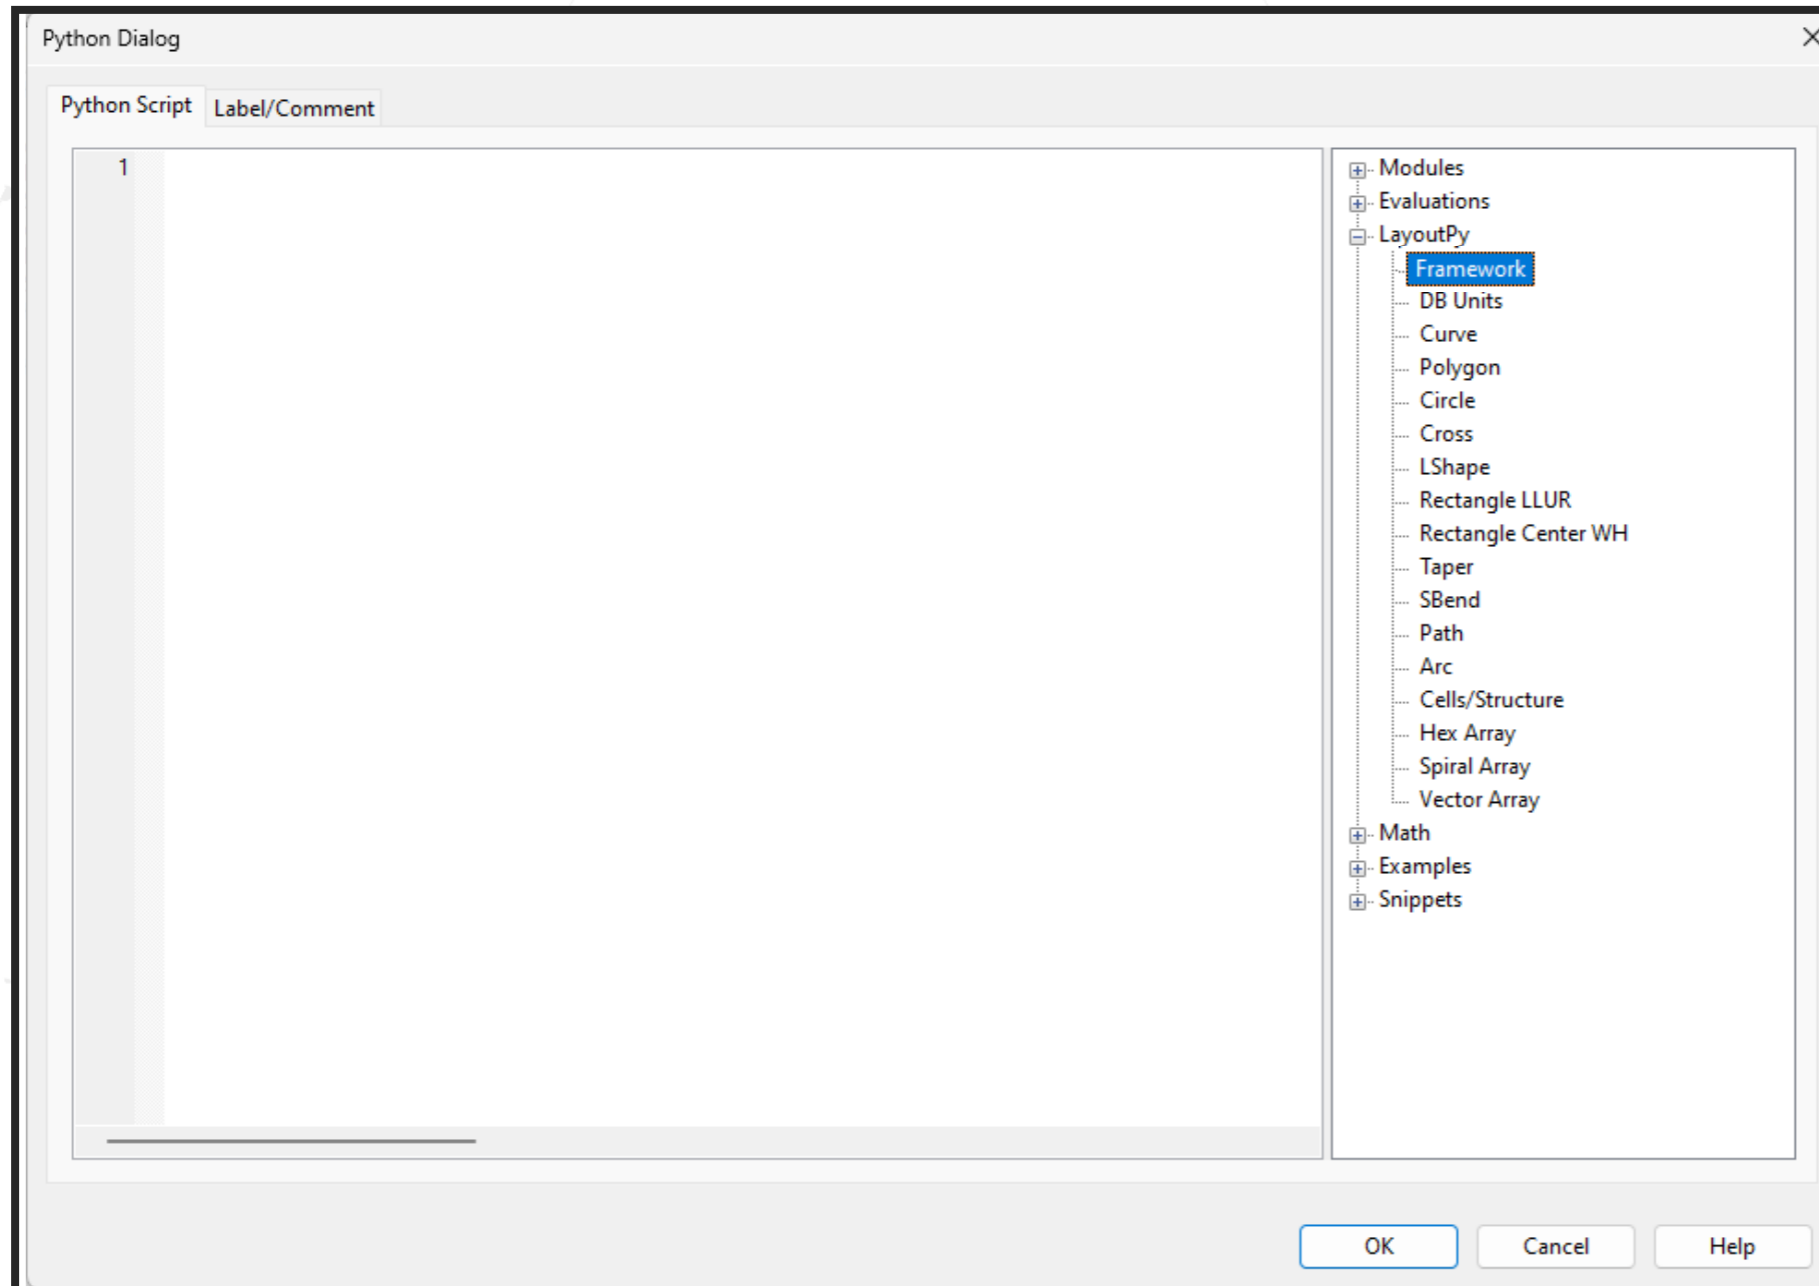 Python Dialog
Python Script
Label/Comment
1
Modules
Evaluations
LayoutPy
Framework
DB Units
Curve
Polygon
Circle
Cross
LShape
Rectangle LLUR
Rectangle Center WH
Taper
SBend
Path
Arc
Cells/Structure
Hex Array
Spiral Array
Vector Array
Math
Examples
Snippets
OK
Cancel
Help